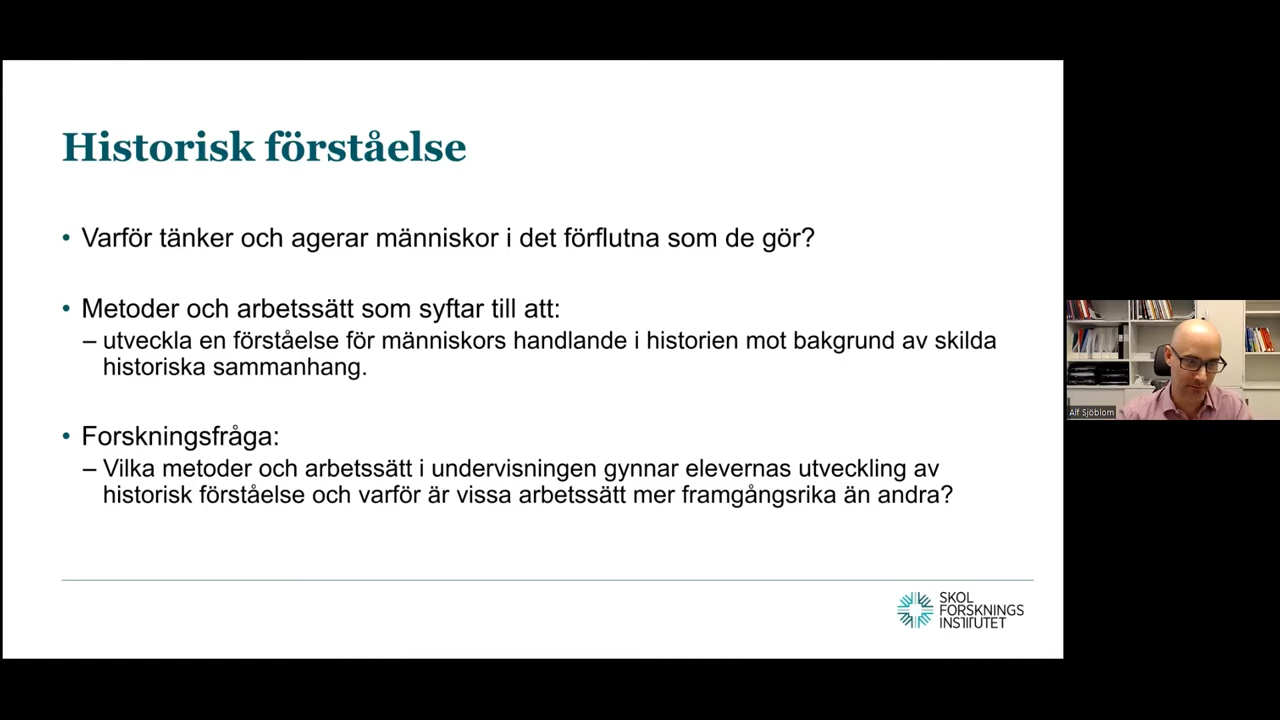 Historisk förståelse
• Varför tänker och agerar människor i det förflutna som de gör?
• Metoder och arbetssätt som syftar till att:
– utveckla en förståelse för människors handlande i historien mot bakgrund av skilda
historiska sammanhang.
• Forskningsfråga:
– Vilka metoder och arbetssätt i undervisningen gynnar elevernas utveckling av
historisk förståelse och varför är vissa arbetssätt mer framgångsrika än andra?
SKOL
FORSKNINGS
INSTITUTET
Alf Sjöblom